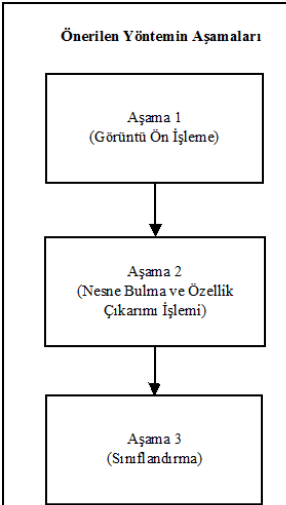 Önerilen Yöntemin Aşamaları
Aşama 1
(Görüntü Ön İşleme)
Aşama 2
(Nesne Bulma ve Özellik
Çıkarımı İşlemi)
Aşama 3
(Sınıflandırma)